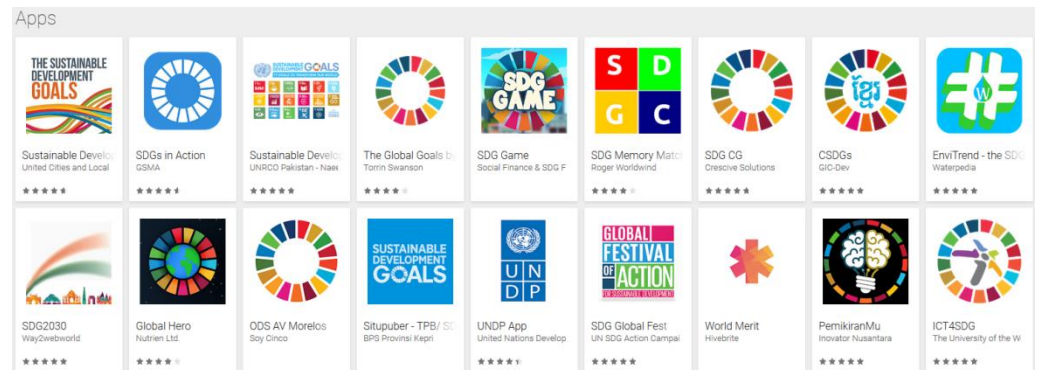 Apps
THE SUSTAINABLE
DEVELOPMENT
GOALS
SUSTAINABLE DEVELOPMENT GOALS
SDG
GAME
S D
G C
ខ្មែរ
#
W
Sustainable Develo
SDGs in Action
Sustainable Develo
The Global Goals by
SDG Game
SDG Memory Matc
SDG CG
CSDGs
EnviTrend - the SDG
United Cities and Local
GSMA
UNRCO Pakistan - Naee
Torrin Swanson
Social Finance & SDG F
Roger Worldwind
Crescive Solutions
GIC-Dev
Waterpedia
SUSTAINABLE
DEVELOPMENT
GOALS
U N
D P
GLOBAL
FESTIVAL
OF ACTION
FOR SUSTAINABLE DEVELOPMENT
SDG2030
Global Hero
ODS AV Morelos
Situpuber - TPB/ SD
UNDP App
SDG Global Fest
World Merit
PemikiranMu
ICT4SDG
Way2webworld
Nutrien Ltd.
Soy Cinco
BPS Provinsi Kepri
United Nations Develop
UN SDG Action Campai
Hivebrite
Inovator Nusantara
The University of the W